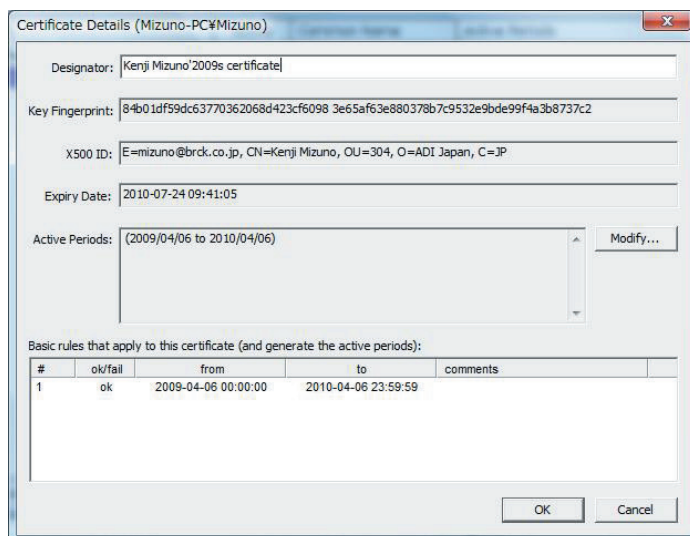 Certificate Details (Mizuno-PC¥Mizuno)
Designator: Kenji Mizuno'2009s certificate
Key Fingerprint: 84b01df59dc63770362068d423cf6098 3e65af63e880378b7c9532e9bde99f4a3b8737c2
X500 ID: E=mizuno@brck.co.jp, CN=Kenji Mizuno, OU=304, O=ADI Japan, C=JP
Expiry Date: 2010-07-24 09:41:05
Active Periods: (2009/04/06 to 2010/04/06) Modify...
Basic rules that apply to this certificate (and generate the active periods):
# ok/fail from to comments
1 ok 2009-04-06 00:00:00 2010-04-06 23:59:59
OK Cancel